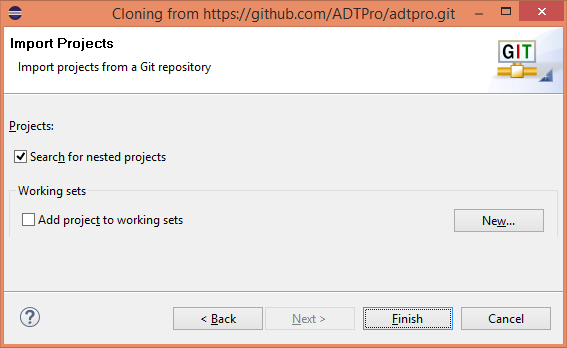 Cloning from https://github.com/ADTPro/adtpro.git
Import Projects
Import projects from a Git repository
GIT
Projects:
Search for nested projects
Working sets
Add project to working sets
New...
?
< Back
Next >
Finish
Cancel